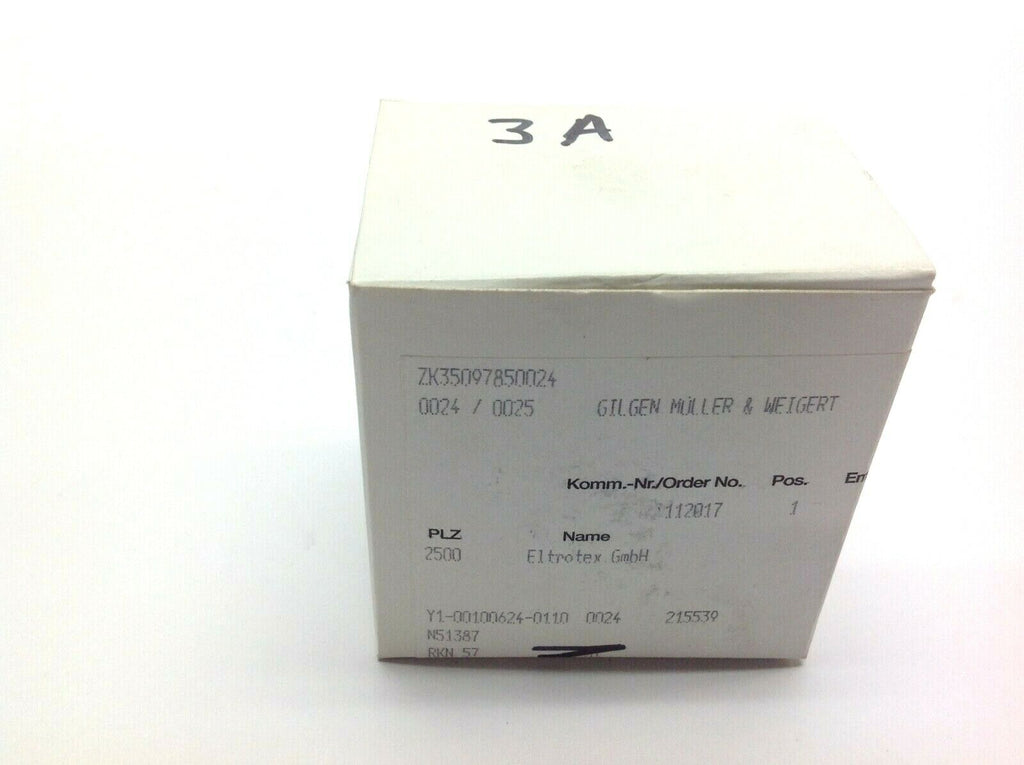 3 A
ZK35097850024
0024 / 0025 GILGEN MÜLLER & WEIGERT
Komm.-Nr./Order No. Pos.
112017 1
PLZ Name
2500 Eltrotex GmbH
Y1-00100624-0110 0024 215539
N51387
RKN 57